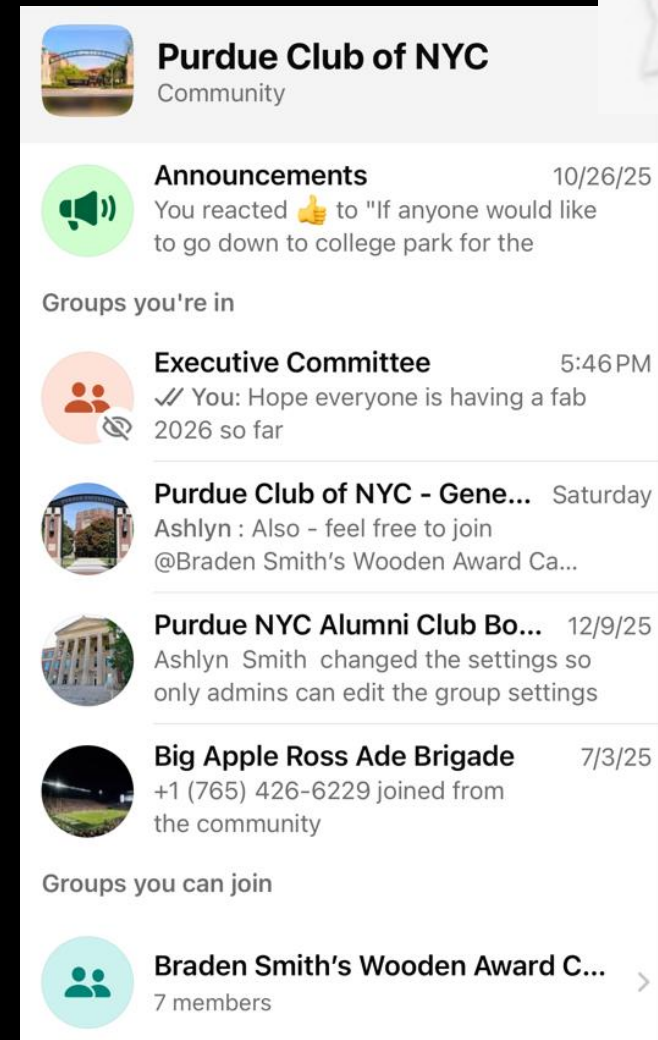 Purdue Club of NYC
Community
Announcements 10/26/25
You reacted 👍 to "If anyone would like
to go down to college park for the
Groups you're in
Executive Committee 5:46 PM
You: Hope everyone is having a fab
2026 so far
Purdue Club of NYC - Gene... Saturday
Ashlyn : Also - feel free to join
@Braden Smith’s Wooden Award Ca...
Purdue NYC Alumni Club Bo... 12/9/25
Ashlyn Smith changed the settings so
only admins can edit the group settings
Big Apple Ross Ade Brigade 7/3/25
+1 (765) 426-6229 joined from
the community
Groups you can join
Braden Smith’s Wooden Award C...
7 members